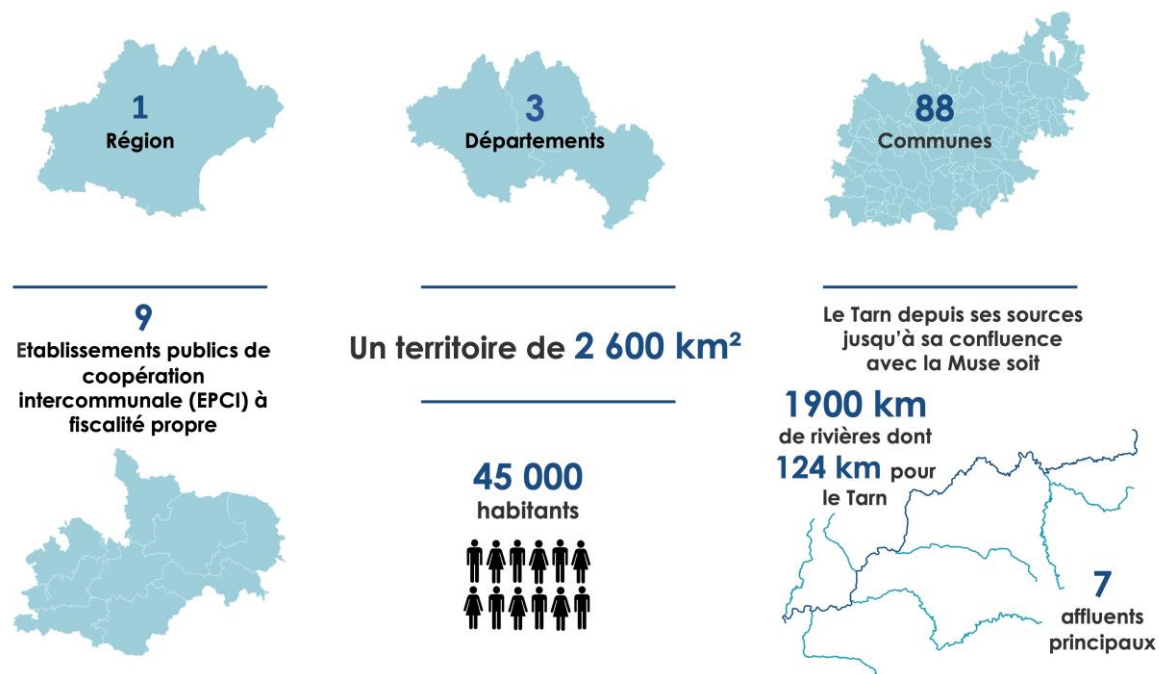 1
Région
3
Départements
88
Communes
9
Etablissements publics de
coopération
intercommunale (EPCI) à
fiscalité propre
Un territoire de 2 600 km²
45 000
habitants
Le Tarn depuis ses sources
jusqu'à sa confluence
avec la Muse soit
1900 km
de rivières dont
124 km pour
le Tarn
7
affluents
principaux